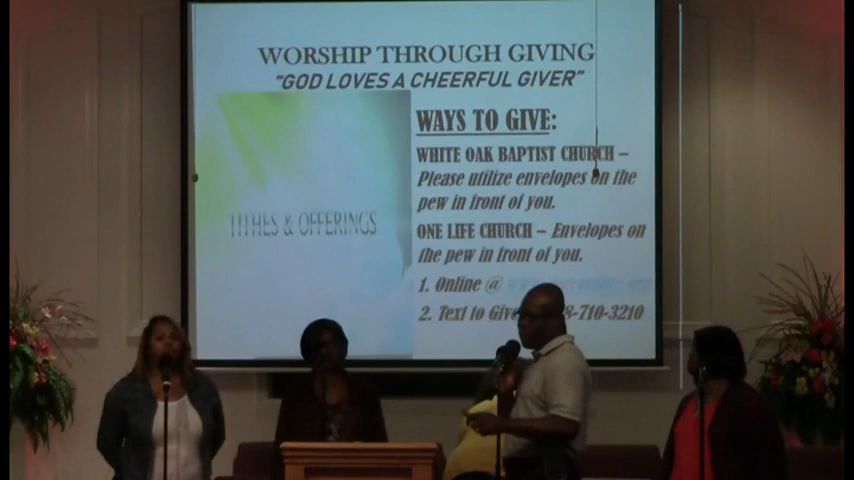 WORSHIP THROUGH GIVING
"GOD LOVES A CHEERFUL GIVER"
WAYS TO GIVE:
WHITE OAK BAPTIST CHURCH –
Please utilize envelopes on the
pew in front of you.
TITHES & OFFERINGS
ONE LIFE CHURCH – Envelopes on
the pew in front of you.
1. Online @
2. Text to Give 8-710-3210